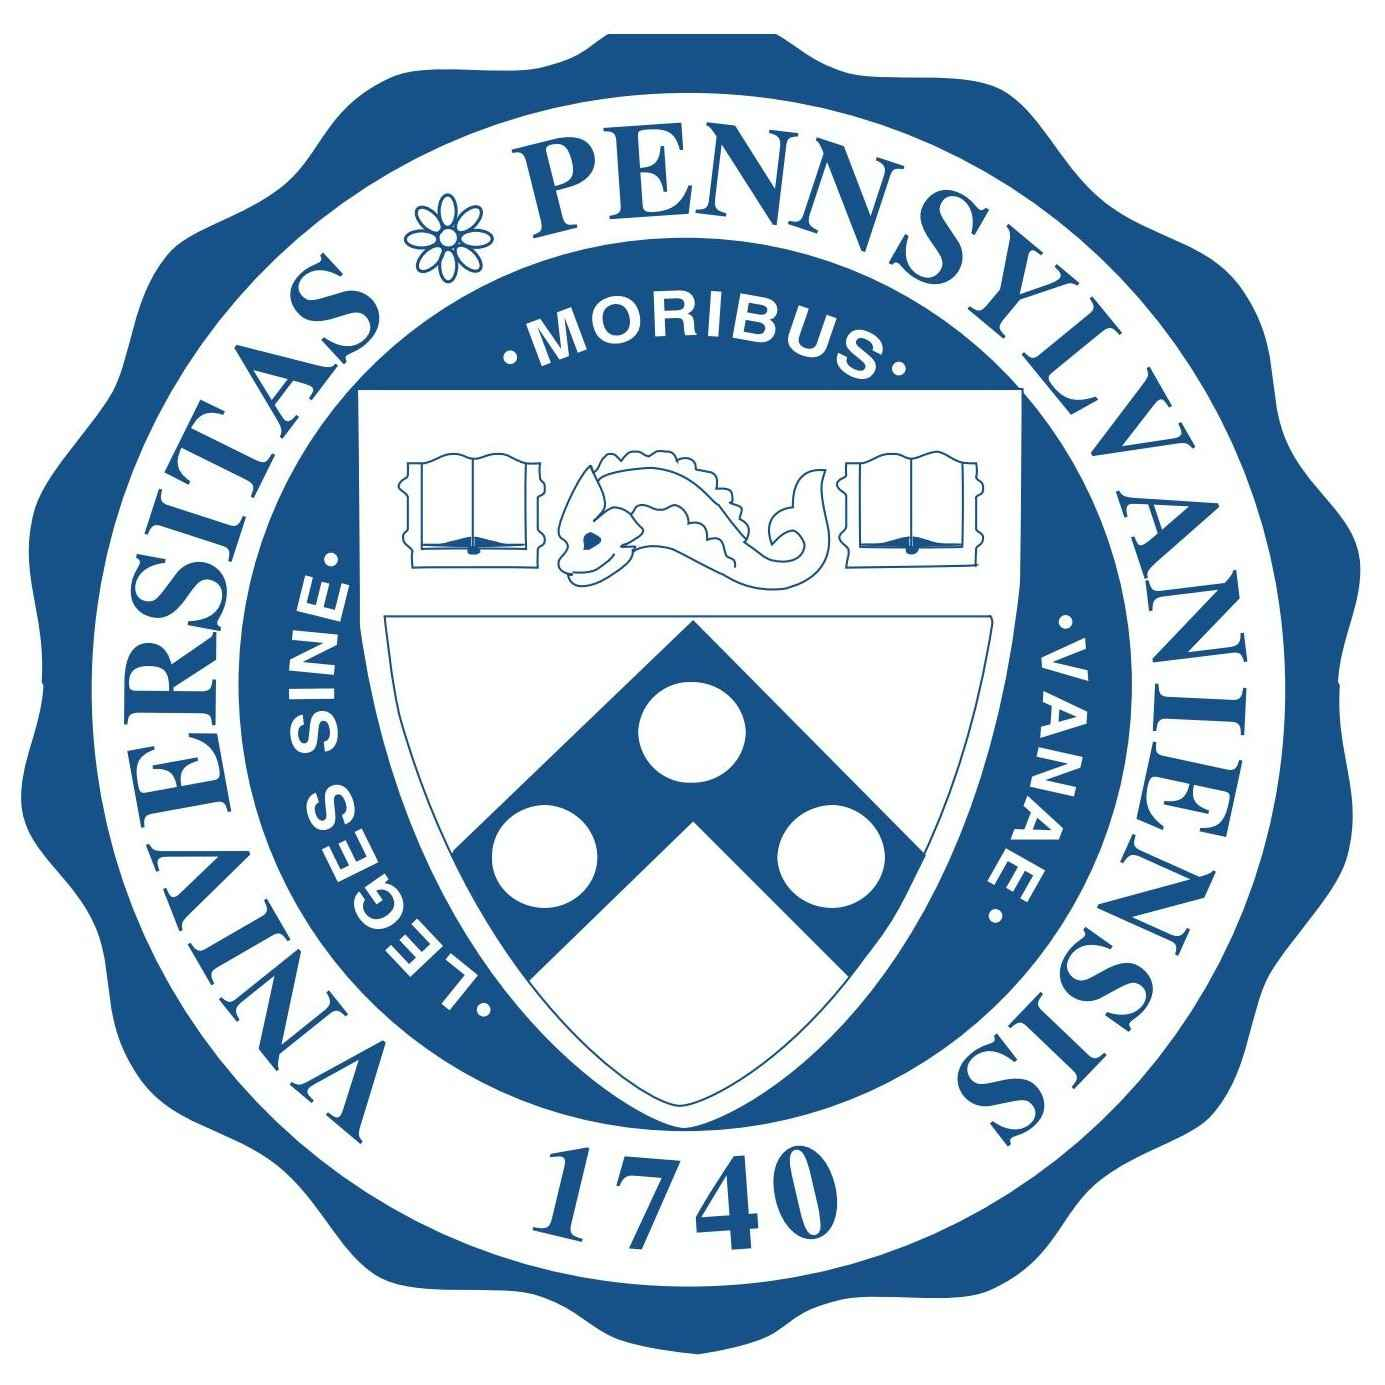 VNIVERSITAS PENNSYLVANIENSIS
·LEGES SINE· ·MORIBUS· ·VANAE·
1740